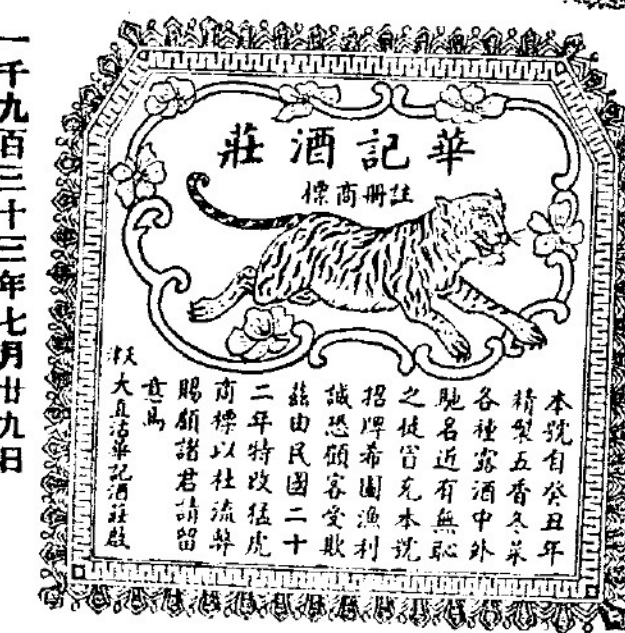 一千九百三十三年七月廿九日
華記酒莊
註册商標
本號自癸丑年
精製五香冬菜
各種露酒中外
馳名近有無恥
之徒冒充本號
招牌希圖漁利
誠恐顧客受欺
茲由民國二十
二年特改猛虎
商標以杜流弊
賜顧諸君請留
意焉
天津大直沽華記酒莊啟